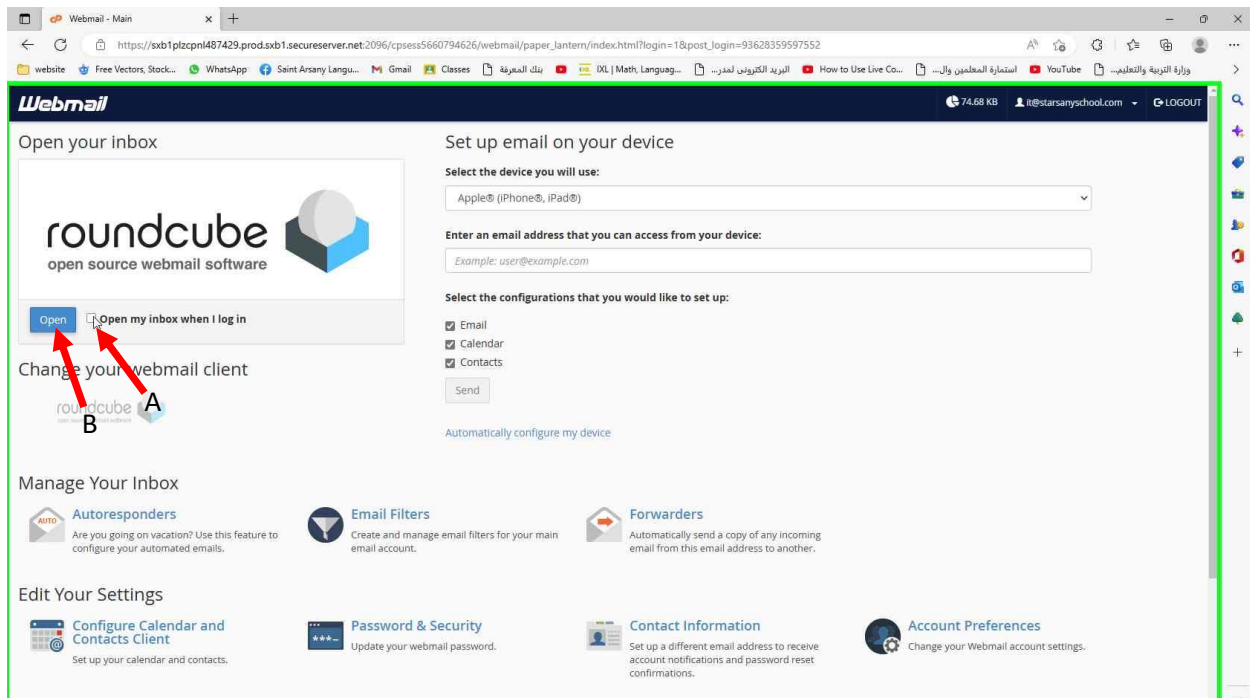 Webmail - Main
https://sxb1plzcpnl487429.prod.sxb1.secureserver.net:2096/cpsess5660794626/webmail/paper_lantern/index.html?login=1&post_login=93628359597552
website Free Vectors, Stock... WhatsApp Saint Arsany Langu... Gmail Classes بنك المعرفة IXL | Math, Languag... البريد الالكتروني لمدر... How to Use Live Co... استمارة المعلمين وال... YouTube وزارة التربية والتعليم...
Webmail 74.68 KB it@starsanyschool.com LOGOUT
Open your inbox
roundcube
open source webmail software
Open Open my inbox when I log in
Change your webmail client
A
roundcube
B
Set up email on your device
Select the device you will use:
Apple® (iPhone®, iPad®)
Enter an email address that you can access from your device:
Example: user@example.com
Select the configurations that you would like to set up:
Email
Calendar
Contacts
Send
Automatically configure my device
Manage Your Inbox
AUTO
Autoresponders
Are you going on vacation? Use this feature to
configure your automated emails.
Email Filters
Create and manage email filters for your main
email account.
Forwarders
Automatically send a copy of any incoming
email from this email address to another.
Edit Your Settings
Configure Calendar and
Contacts Client
Set up your calendar and contacts.
***_
Password & Security
Update your webmail password.
Contact Information
Set up a different email address to receive
account notifications and password reset
confirmations.
Account Preferences
Change your Webmail account settings.